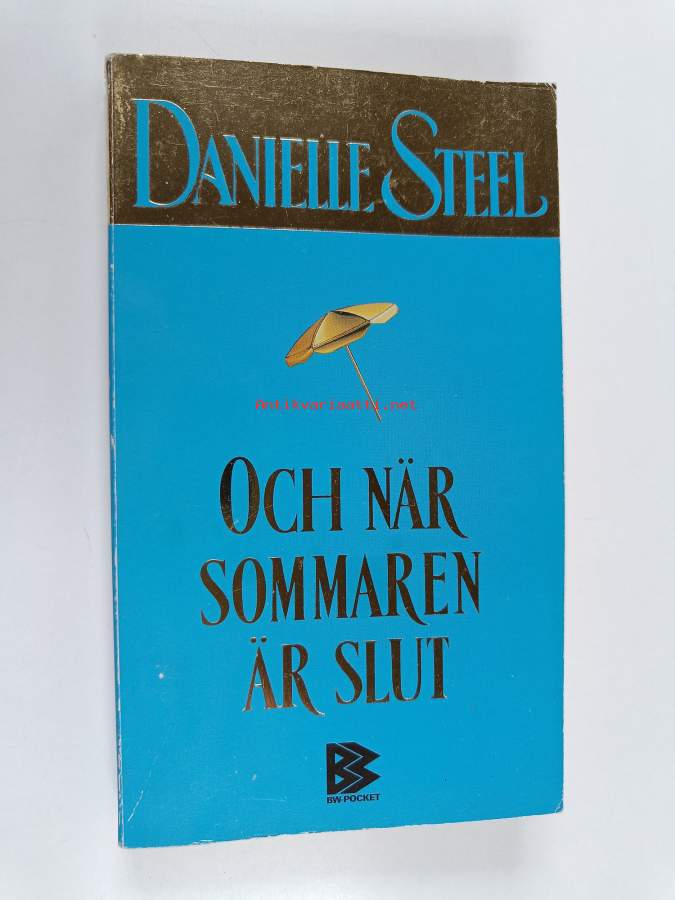 DANIELLE STEEL
Antikvariaatti.net
OCH NÄR
SOMMAREN
ÄR SLUT
BW-POCKET